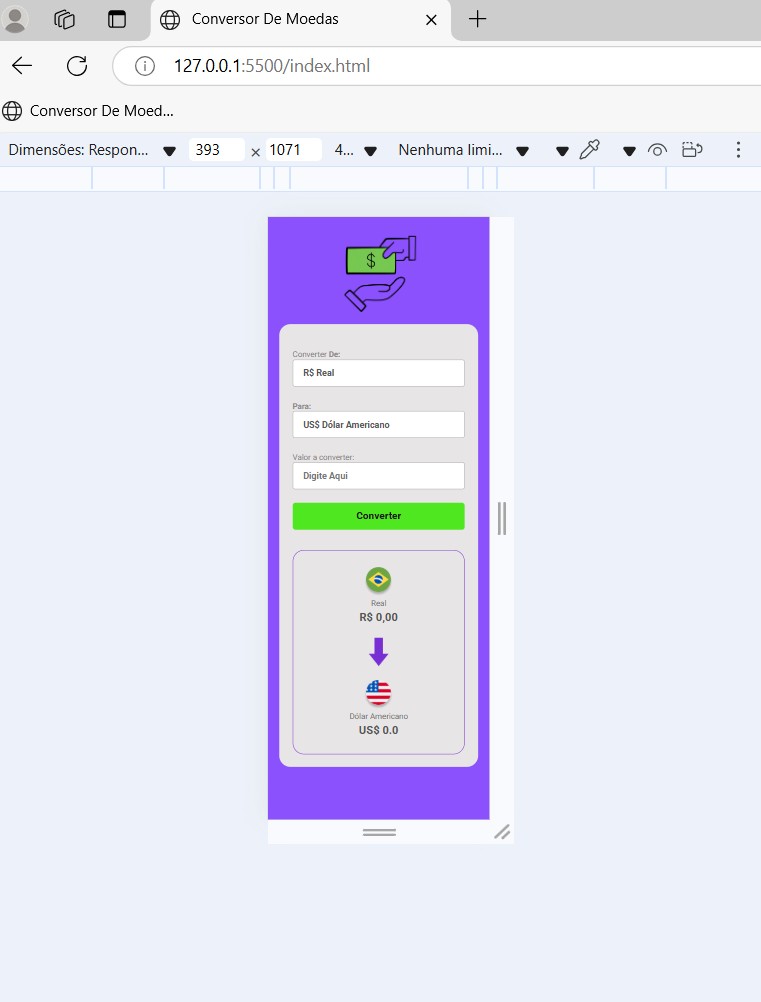 Conversor De Moedas
127.0.0.1:5500/index.html
Conversor De Moed...
Dimensões: Respon... 393 × 1071 4... Nenhuma limi...
$
Converter De:
R$ Real
Para:
US$ Dólar Americano
Valor a converter:
Digite Aqui
Converter
Real
R$ 0,00
Dólar Americano
US$ 0.0